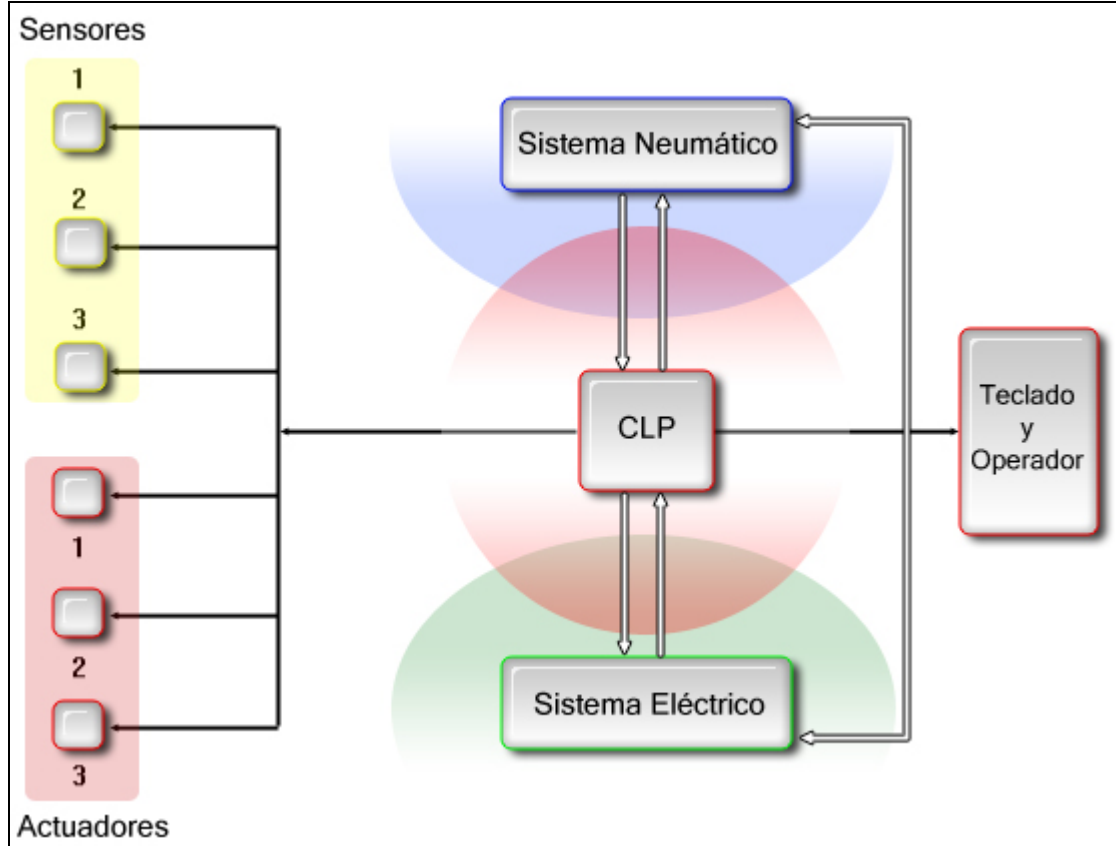 Sensores
1
2
3
1
2
3
Actuadores
Sistema Neumático
CLP
Sistema Eléctrico
Teclado
y
Operador